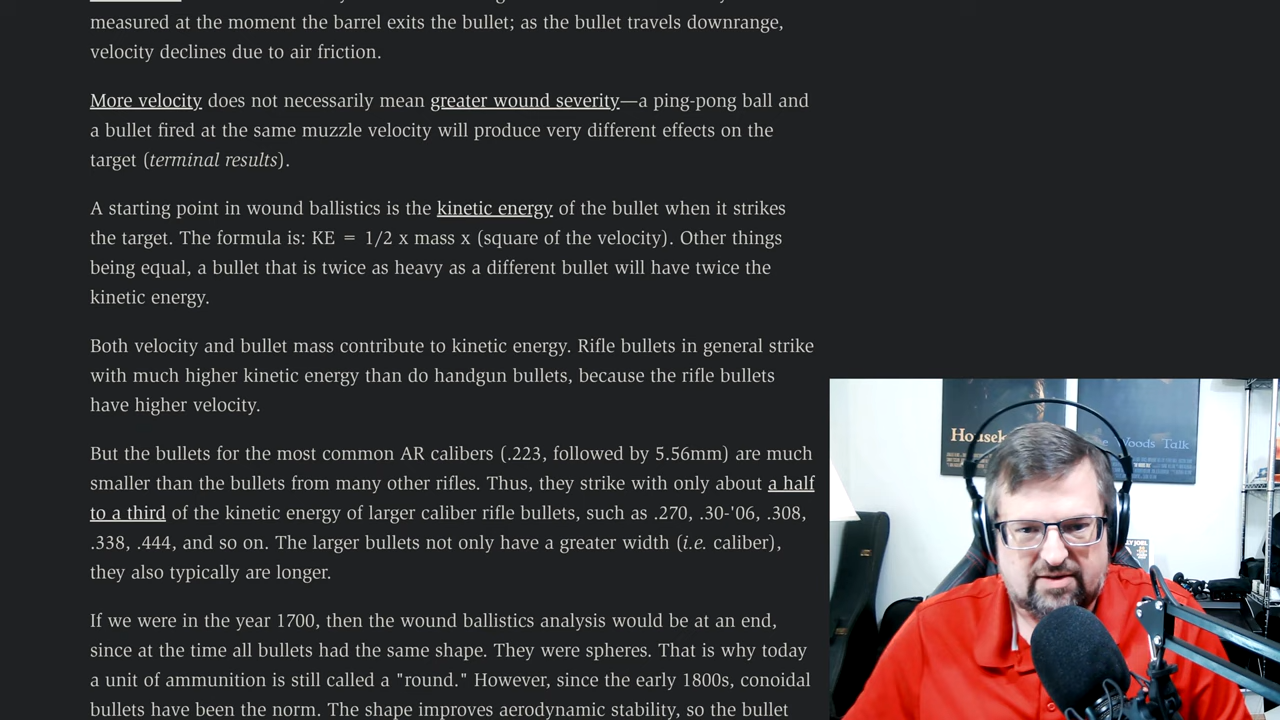 measured at the moment the barrel exits the bullet; as the bullet travels downrange,
velocity declines due to air friction.
More velocity does not necessarily mean greater wound severity—a ping-pong ball and
a bullet fired at the same muzzle velocity will produce very different effects on the
target (terminal results).
A starting point in wound ballistics is the kinetic energy of the bullet when it strikes
the target. The formula is: KE = 1/2 x mass x (square of the velocity). Other things
being equal, a bullet that is twice as heavy as a different bullet will have twice the
kinetic energy.
Both velocity and bullet mass contribute to kinetic energy. Rifle bullets in general strike
with much higher kinetic energy than do handgun bullets, because the rifle bullets
have higher velocity.
But the bullets for the most common AR calibers (.223, followed by 5.56mm) are much
smaller than the bullets from many other rifles. Thus, they strike with only about a half
to a third of the kinetic energy of larger caliber rifle bullets, such as .270, .30-'06, .308,
.338, .444, and so on. The larger bullets not only have a greater width (i.e. caliber),
they also typically are longer.
If we were in the year 1700, then the wound ballistics analysis would be at an end,
since at the time all bullets had the same shape. They were spheres. That is why today
a unit of ammunition is still called a "round." However, since the early 1800s, conoidal
bullets have been the norm. The shape improves aerodynamic stability, so the bullet
Woods Talk